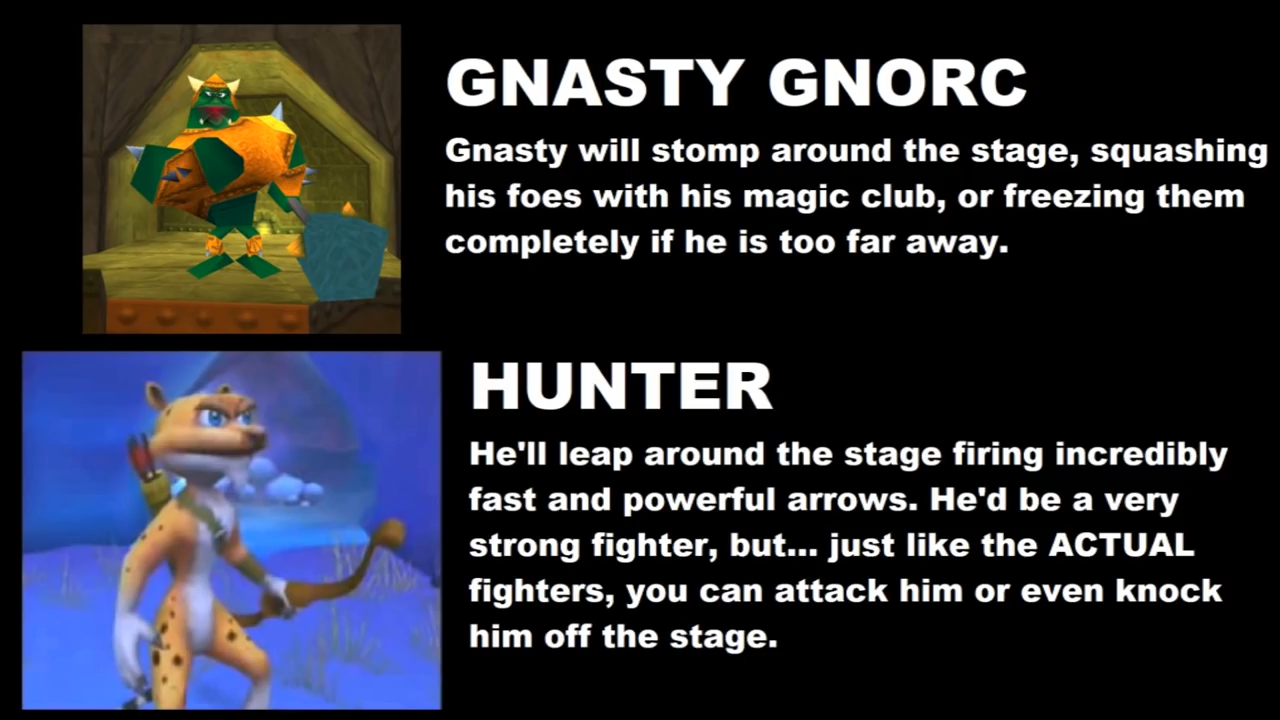 GNASTY GNORC
Gnasty will stomp around the stage, squashing
his foes with his magic club, or freezing them
completely if he is too far away.
HUNTER
He'll leap around the stage firing incredibly
fast and powerful arrows. He'd be a very
strong fighter, but... just like the ACTUAL
fighters, you can attack him or even knock
him off the stage.